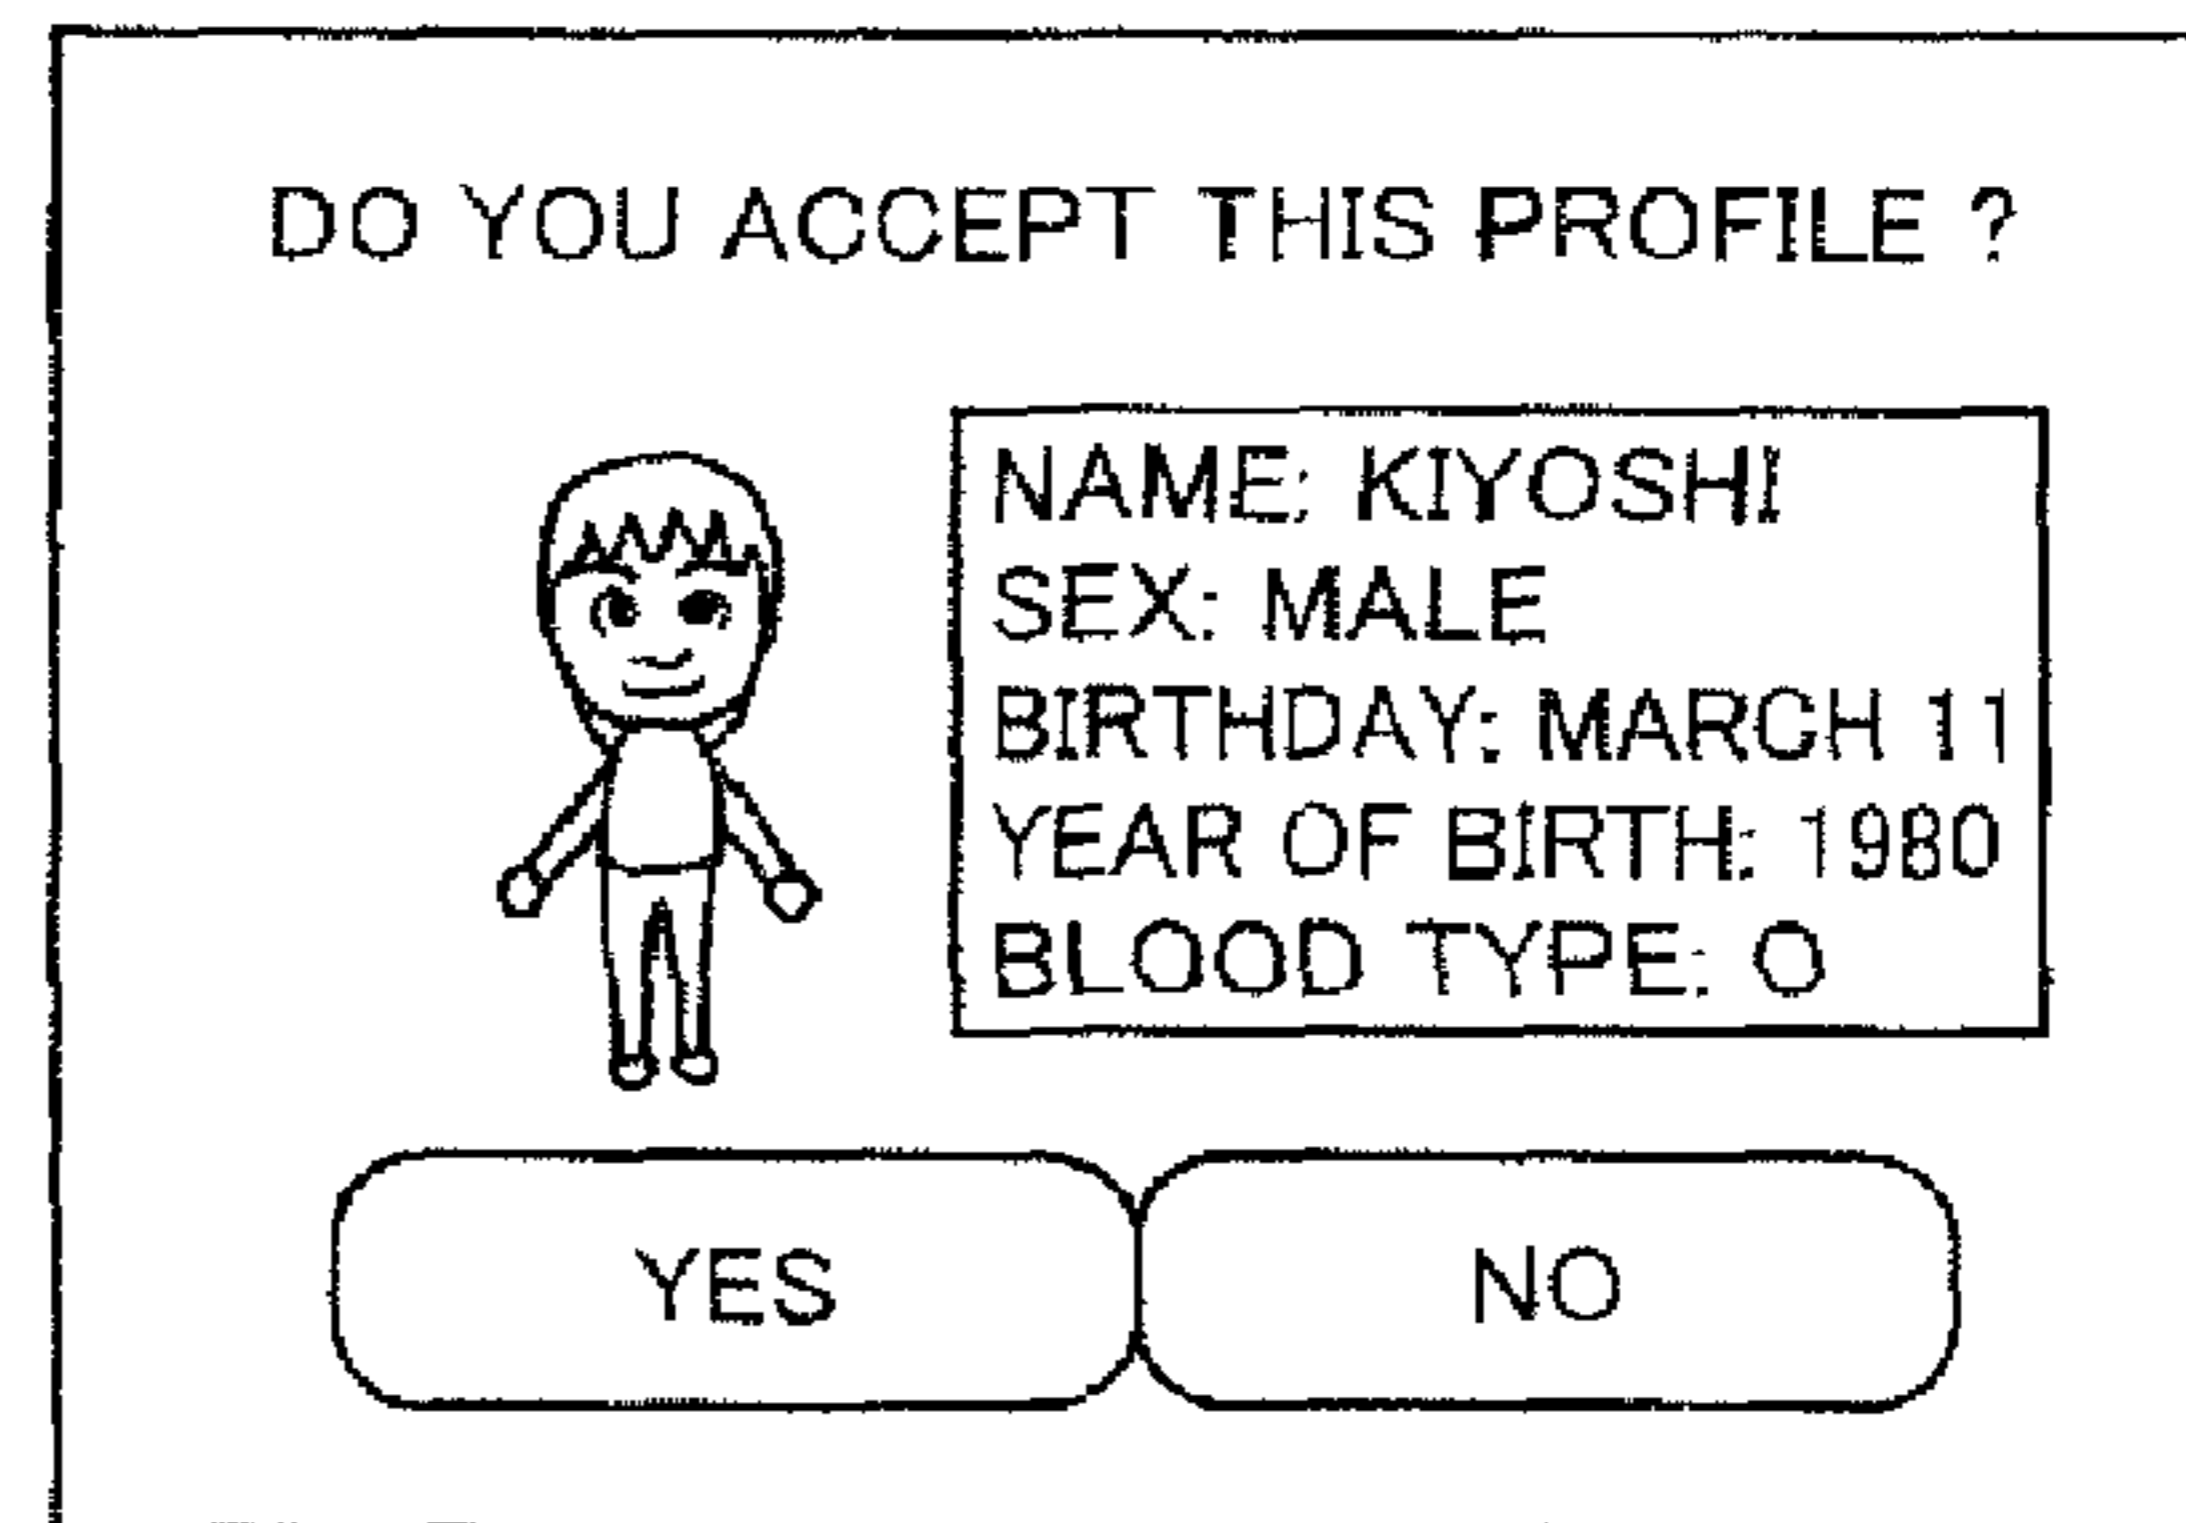 DO YOU ACCEPT THIS PROFILE ?
NAME: KIYOSHI
SEX: MALE
BIRTHDAY: MARCH 11
YEAR OF BIRTH: 1980
BLOOD TYPE: O
YES
NO